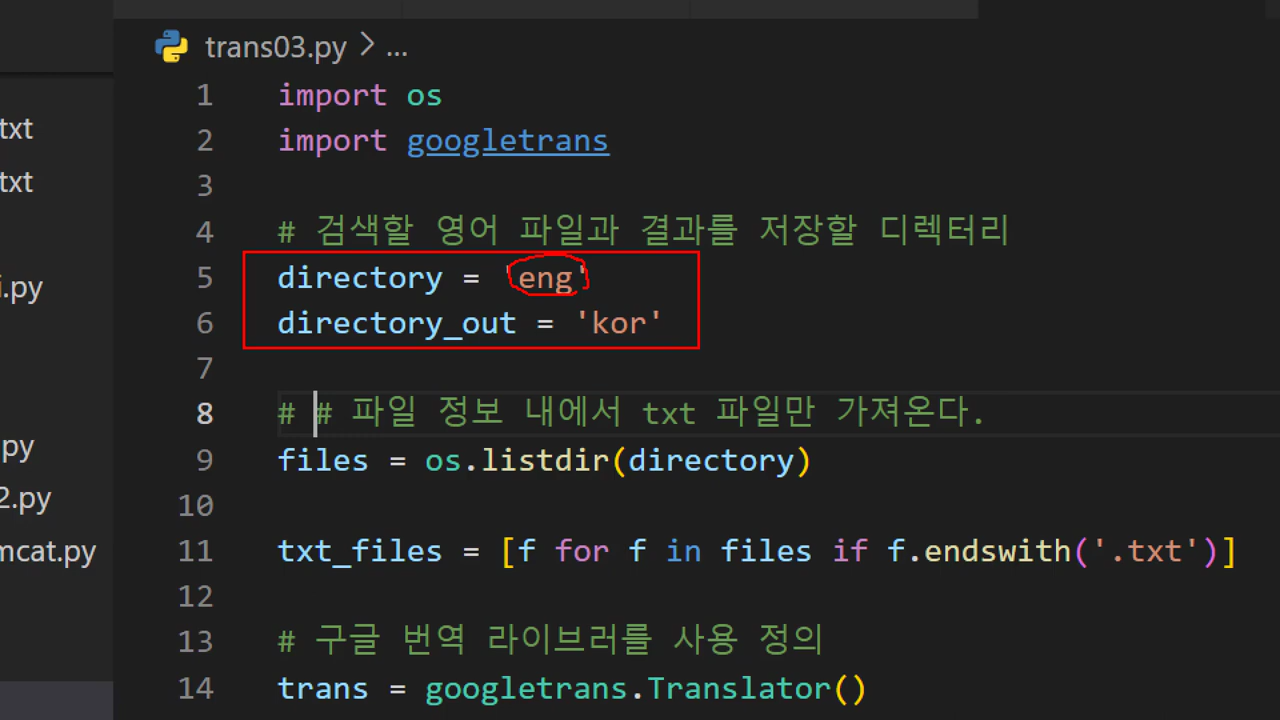 trans03.py > ...
txt
txt
i.py
py
2.py
mcat.py
1 import os
2 import googletrans
3
4 # 검색할 영어 파일과 결과를 저장할 디렉터리
5 directory = 'eng'
6 directory_out = 'kor'
7
8 # # 파일 정보 내에서 txt 파일만 가져온다.
9 files = os.listdir(directory)
10
11 txt_files = [f for f in files if f.endswith('.txt')]
12
13 # 구글 번역 라이브러를 사용 정의
14 trans = googletrans.Translator()